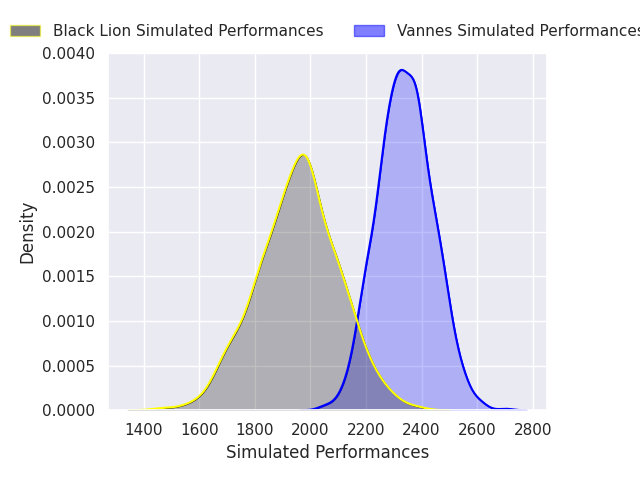 Black Lion Simulated Performances
Vannes Simulated Performances
0.0040
0.0035
0.0030
0.0025
0.0020
0.0015
0.0010
0.0005
0.0000
Density
1400 1600 1800 2000 2200 2400 2600 2800
Simulated Performances